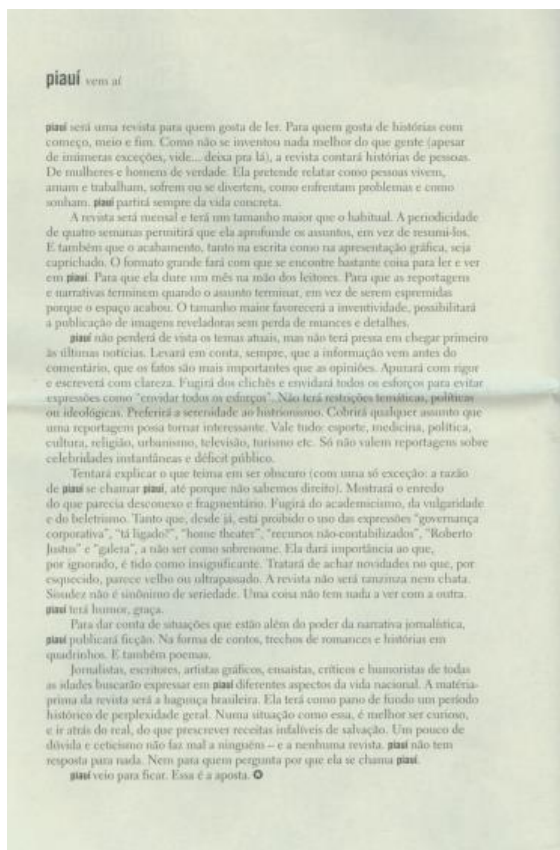 piauí vem aí
piauí será uma revista para quem gosta de ler. Para quem gosta de histórias com
começo, meio e fim. Como não se inventou nada melhor do que gente (apesar
de inúmeras exceções, vide... deixa pra lá), a revista contará histórias de pessoas.
De mulheres e homens de verdade. Ela pretende relatar como pessoas vivem,
amam e trabalham, sofrem ou se divertem, como enfrentam problemas e como
sonham. piauí partirá sempre da vida concreta.
A revista será mensal e terá um tamanho maior que o habitual. A periodicidade
de quatro semanas permitirá que ela aprofunde os assuntos, em vez de resumi-los.
E também que o acabamento, tanto na escrita como na apresentação gráfica, seja
caprichado. O formato grande fará com que se encontre bastante coisa para ler e ver
em piauí. Para que ela dure um mês na mão dos leitores. Para que as reportagens
e narrativas terminem quando o assunto terminar, em vez de serem espremidas
porque o espaço acabou. O tamanho maior favorecerá a inventividade, possibilitará
a publicação de imagens reveladoras sem perda de nuances e detalhes.
piauí não perderá de vista os temas atuais, mas não terá pressa em chegar primeiro
às últimas notícias. Levará em conta, sempre, que a informação vem antes do
comentário, que os fatos são mais importantes que as opiniões. Apurará com rigor
e escreverá com clareza. Fugirá dos clichês e envidará todos os esforços para evitar
expressões como "envidar todos os esforços". Não terá restrições temáticas, políticas
ou ideológicas. Preferirá a serenidade ao histrionismo. Cobrirá qualquer assunto que
uma reportagem possa tornar interessante. Vale tudo: esporte, medicina, política,
cultura, religião, urbanismo, televisão, turismo etc. Só não valem reportagens sobre
celebridades instantâneas e déficit público.
Tentará explicar o que teima em ser obscuro (com uma só exceção: a razão
de piauí se chamar piauí, até porque não sabemos direito). Mostrará o enredo
do que parecia desconexo e fragmentário. Fugirá do academicismo, da vulgaridade
e do beletrismo. Tanto que, desde já, está proibido o uso das expressões "governança
corporativa", "tá ligado?", "home theater", "recursos não-contabilizados", "Roberto
Justus" e "galera", a não ser como sobrenome. Ela dará importância ao que,
por ignorado, é tido como insignificante. Tratará de achar novidades no que, por
esquecido, parece velho ou ultrapassado. A revista não será ranzinza nem chata.
Sisudez não é sinônimo de seriedade. Uma coisa não tem nada a ver com a outra.
piauí terá humor, graça.
Para dar conta de situações que estão além do poder da narrativa jornalística,
piauí publicará ficção. Na forma de contos, trechos de romances e histórias em
quadrinhos. E também poemas.
Jornalistas, escritores, artistas gráficos, ensaístas, críticos e humoristas de todas
as idades buscarão expressar em piauí diferentes aspectos da vida nacional. A matéria-
prima da revista será a bagunça brasileira. Ela terá como pano de fundo um período
histórico de perplexidade geral. Numa situação como essa, é melhor ser curioso,
e ir atrás do real, do que prescrever receitas infalíveis de salvação. Um pouco de
dúvida e ceticismo não faz mal a ninguém – e a nenhuma revista. piauí não tem
resposta para nada. Nem para quem pergunta por que ela se chama piauí.
piauí veio para ficar. Essa é a aposta.